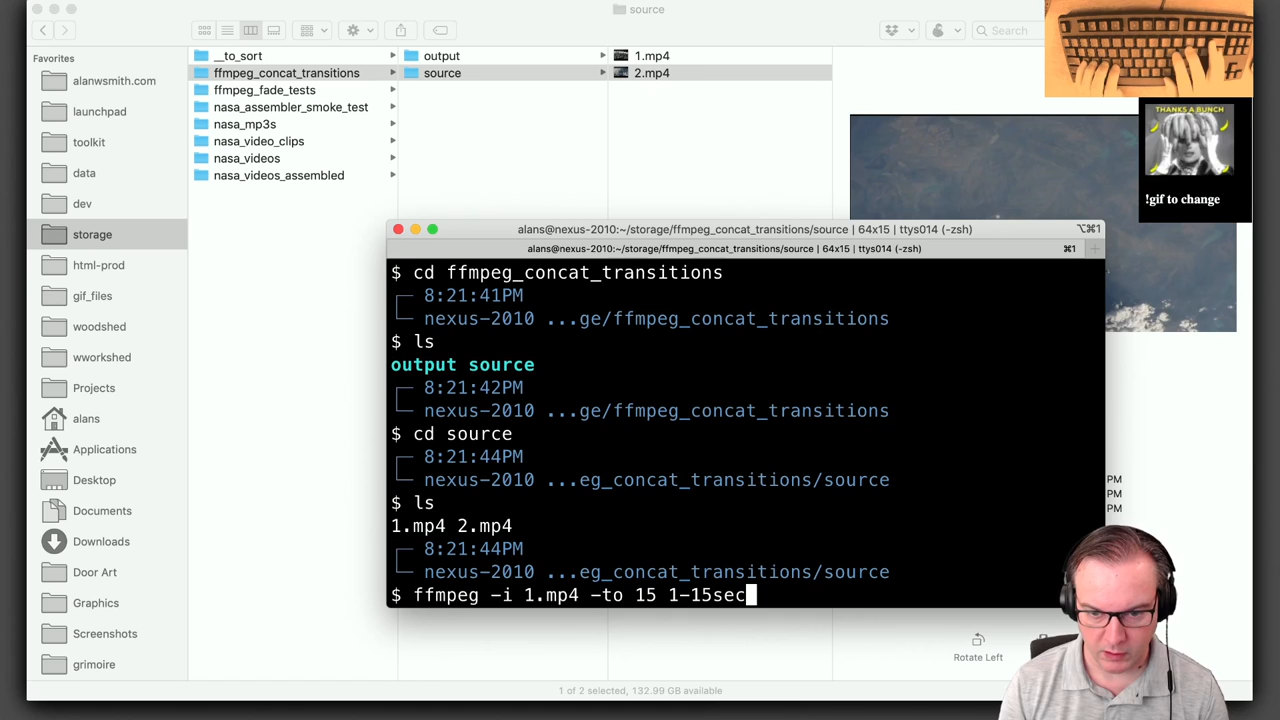 source
Search
Favorites
alanwsmith.com
launchpad
toolkit
data
dev
storage
html-prod
gif_files
woodshed
wworkshed
Projects
alans
Applications
Desktop
Documents
Downloads
Door Art
Graphics
Screenshots
grimoire
__to_sort
ffmpeg_concat_transitions
ffmpeg_fade_tests
nasa_assembler_smoke_test
nasa_mp3s
nasa_video_clips
nasa_videos
nasa_videos_assembled
output
source
1.mp4
2.mp4
THANKS A BUNCH
!gif to change
alans@nexus-2010:~/storage/ffmpeg_concat_transitions/source | 64x15 | ttys014 (-zsh)
⌥⌘1
alans@nexus-2010:~/storage/ffmpeg_concat_transitions/source | 64x15 | ttys014 (-zsh)
⌘1
$ cd ffmpeg_concat_transitions
8:21:41PM
nexus-2010 ...ge/ffmpeg_concat_transitions
$ ls
output source
8:21:42PM
nexus-2010 ...ge/ffmpeg_concat_transitions
$ cd source
8:21:44PM
nexus-2010 ...eg_concat_transitions/source
$ ls
1.mp4 2.mp4
8:21:44PM
nexus-2010 ...eg_concat_transitions/source
$ ffmpeg -i 1.mp4 -to 15 1-15sec
PM
PM
PM
Rotate Left
1 of 2 selected, 132.99 GB available